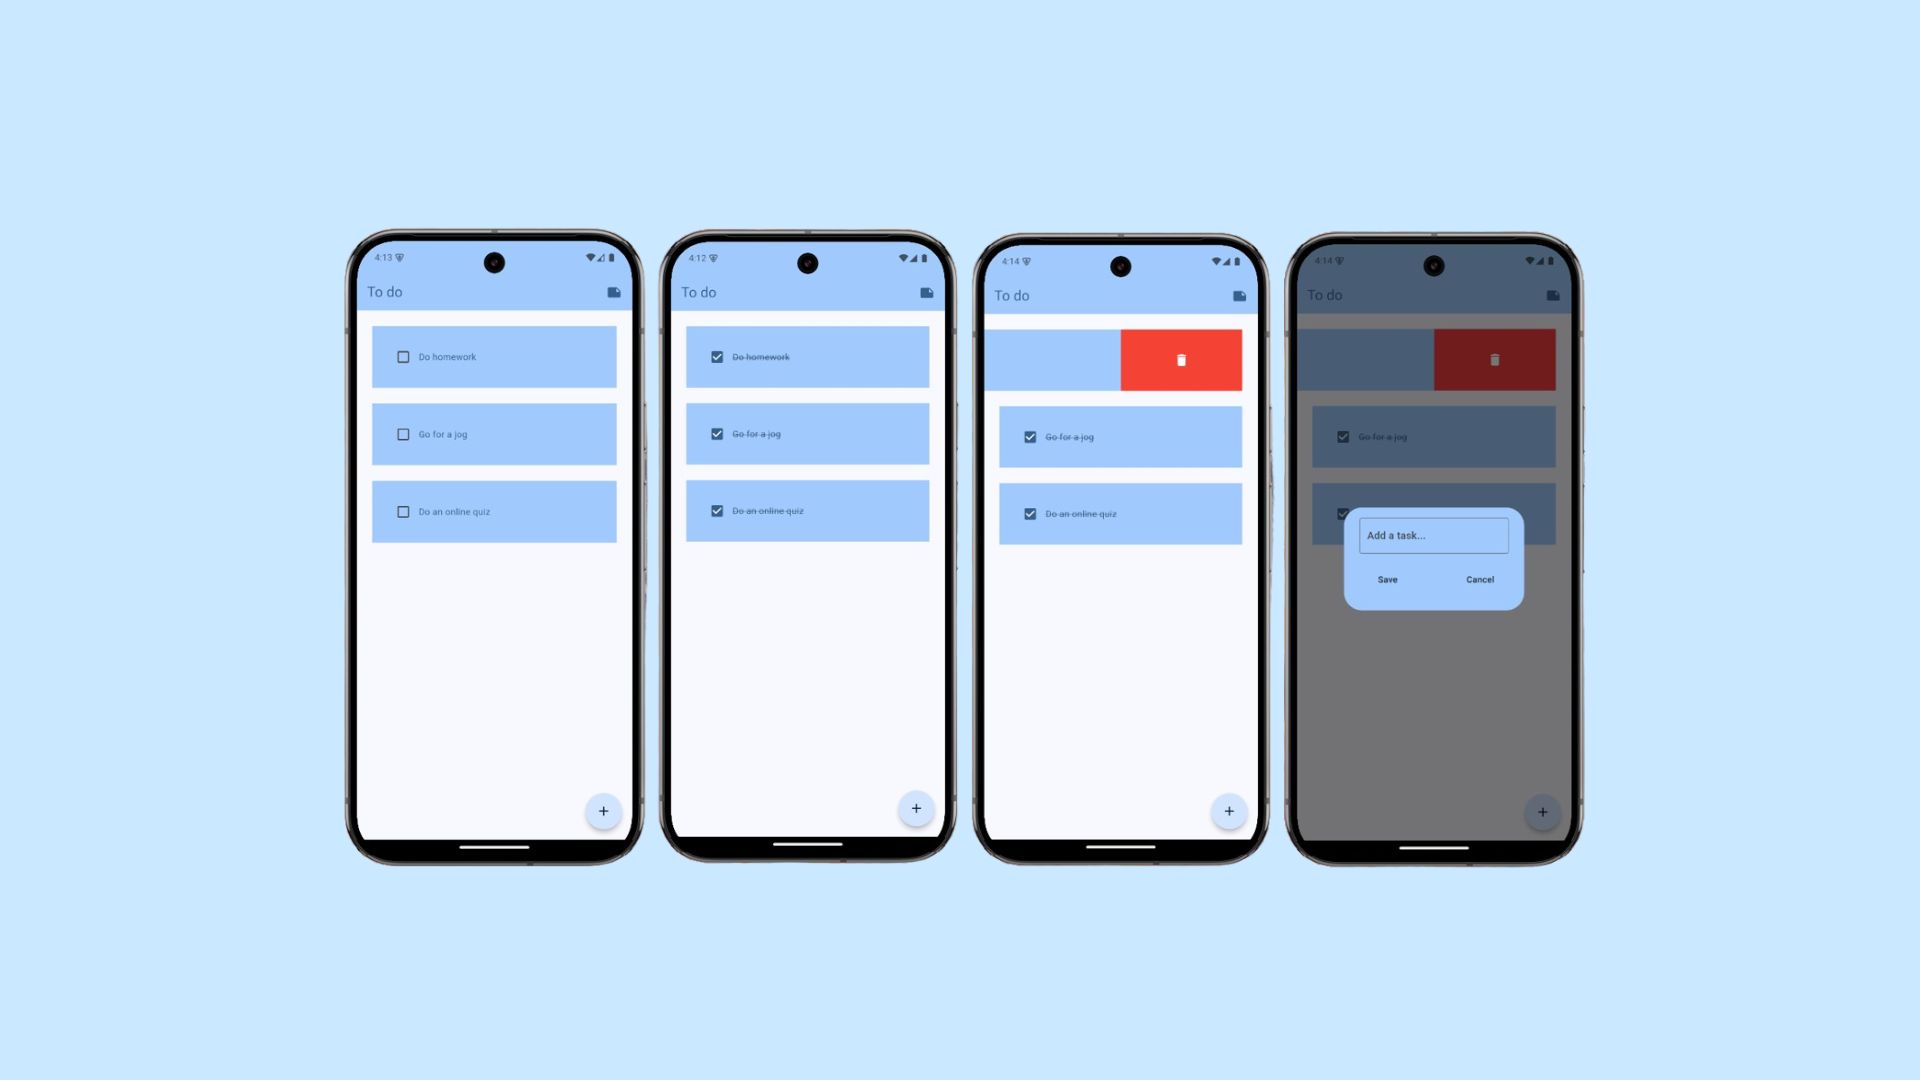 4:13
To do
Do homework
Go for a jog
Do an online quiz
+
4:12
To do
Do homework
Go for a jog
Do an online quiz
+
4:14
To do
Go for a jog
Do an online quiz
+
4:14
To do
Go for a jog
Add a task...
Save Cancel
+